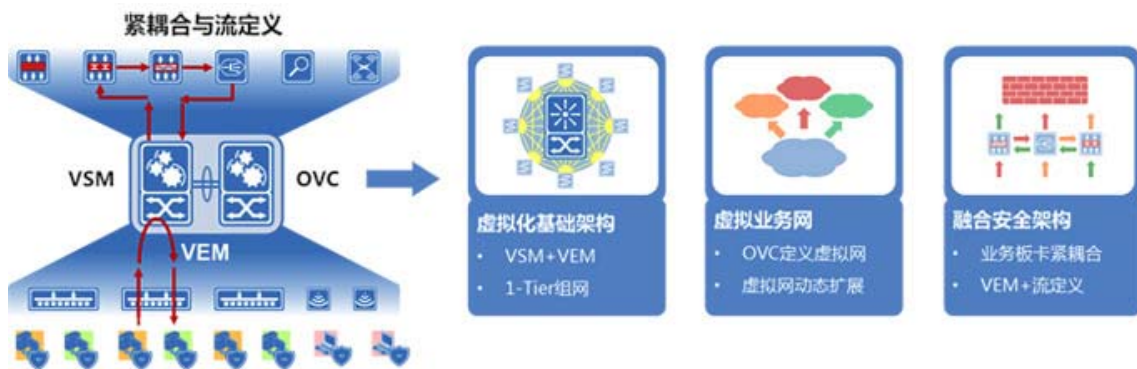 紧耦合与流定义
VSM
OVC
VEM
虚拟化基础架构
• VSM+VEM
• 1-Tier组网
虚拟业务网
• OVC定义虚拟网
• 虚拟网动态扩展
融合安全架构
• 业务板卡紧耦合
• VEM+流定义